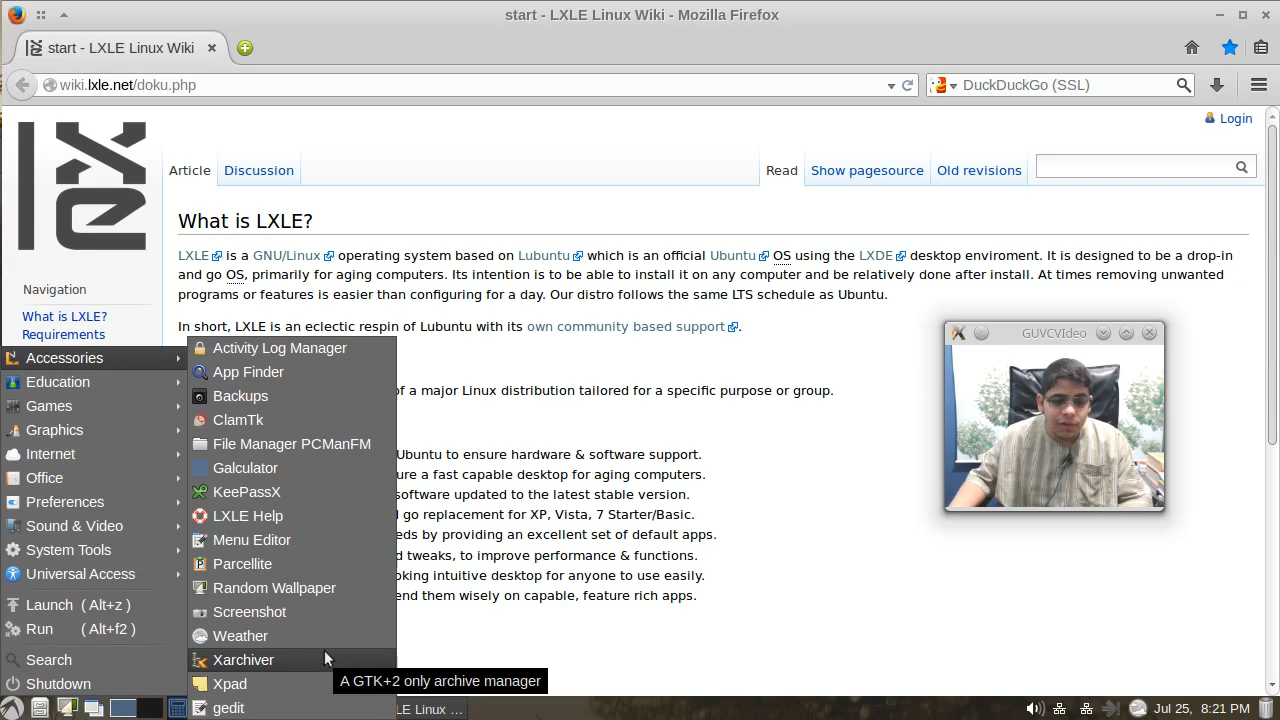 start - LXLE Linux Wiki - Mozilla Firefox
start - LXLE Linux Wiki
wiki.lxle.net/doku.php
DuckDuckGo (SSL)
Login
LXLE
Article
Discussion
Read
Show pagesource
Old revisions
What is LXLE?
LXLE is a GNU/Linux operating system based on Lubuntu which is an official Ubuntu OS using the LXDE desktop enviroment. It is designed to be a drop-in
and go OS, primarily for aging computers. Its intention is to be able to install it on any computer and be relatively done after install. At times removing unwanted
programs or features is easier than configuring for a day. Our distro follows the same LTS schedule as Ubuntu.
In short, LXLE is an eclectic respin of Lubuntu with its own community based support.
of a major Linux distribution tailored for a specific purpose or group.
Ubuntu to ensure hardware & software support.
ure a fast capable desktop for aging computers.
software updated to the latest stable version.
go replacement for XP, Vista, 7 Starter/Basic.
eds by providing an excellent set of default apps.
d tweaks, to improve performance & functions.
oking intuitive desktop for anyone to use easily.
end them wisely on capable, feature rich apps.
Navigation
What is LXLE?
Requirements
Accessories
Education
Games
Graphics
Internet
Office
Preferences
Sound & Video
System Tools
Universal Access
Launch ( Alt+z )
Run ( Alt+f2 )
Search
Shutdown
Activity Log Manager
App Finder
Backups
ClamTk
File Manager PCManFM
Galculator
KeePassX
LXLE Help
Menu Editor
Parcellite
Random Wallpaper
Screenshot
Weather
Xarchiver
Xpad
gedit
A GTK+2 only archive manager
GUVCVIdeo
LE Linux ...
Jul 25, 8:21 PM